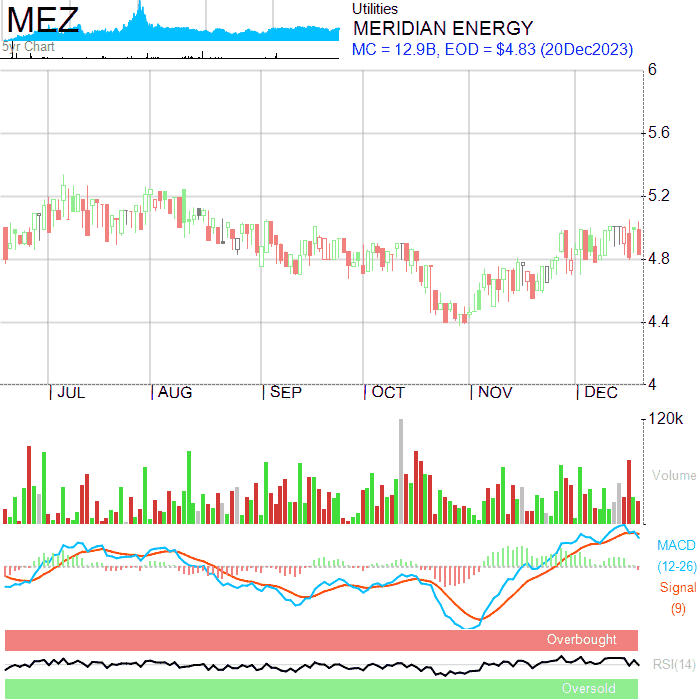 MEZ
5yr Chart
Utilities
MERIDIAN ENERGY
MC = 12.9B, EOD = $4.83 (20Dec2023)
6
5.6
5.2
4.8
4.4
4
JUL AUG SEP OCT NOV DEC
120k
Volume
MACD
(12-26)
Signal
(9)
Overbought
RSI(14)
Oversold